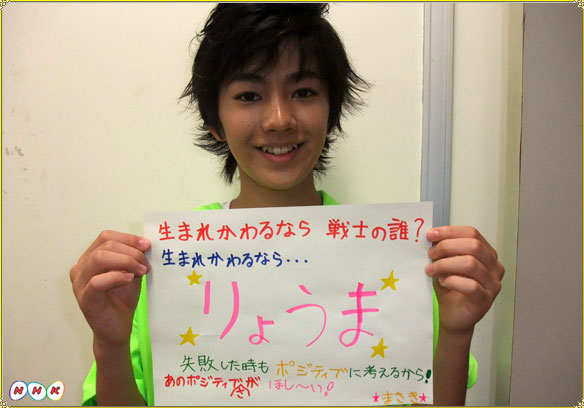 生まれかわるなら 戦士の誰?
生まれかわるなら...
りょうま
失敗した時も ポジティブに考えるから!
あのポジティブさが ほし〜い!
★まさき★
NHK